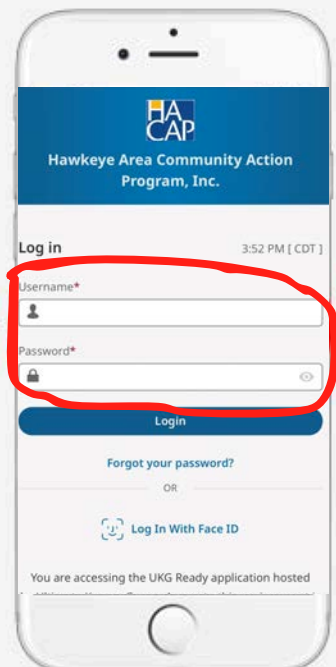 HA
CAP
Hawkeye Area Community Action
Program, Inc.
Log in 3:52 PM [ CDT ]
Username*
Password*
Login
Forgot your password?
OR
Log In With Face ID
You are accessing the UKG Ready application hosted